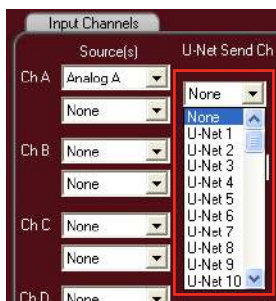 Input Channels
Source(s) U-Net Send Ch
Ch A Analog A None
None
None
U-Net 1
U-Net 2
U-Net 3
U-Net 4
U-Net 5
U-Net 6
U-Net 7
U-Net 8
U-Net 9
U-Net 10
Ch B None
None
Ch C None
None
Ch D None